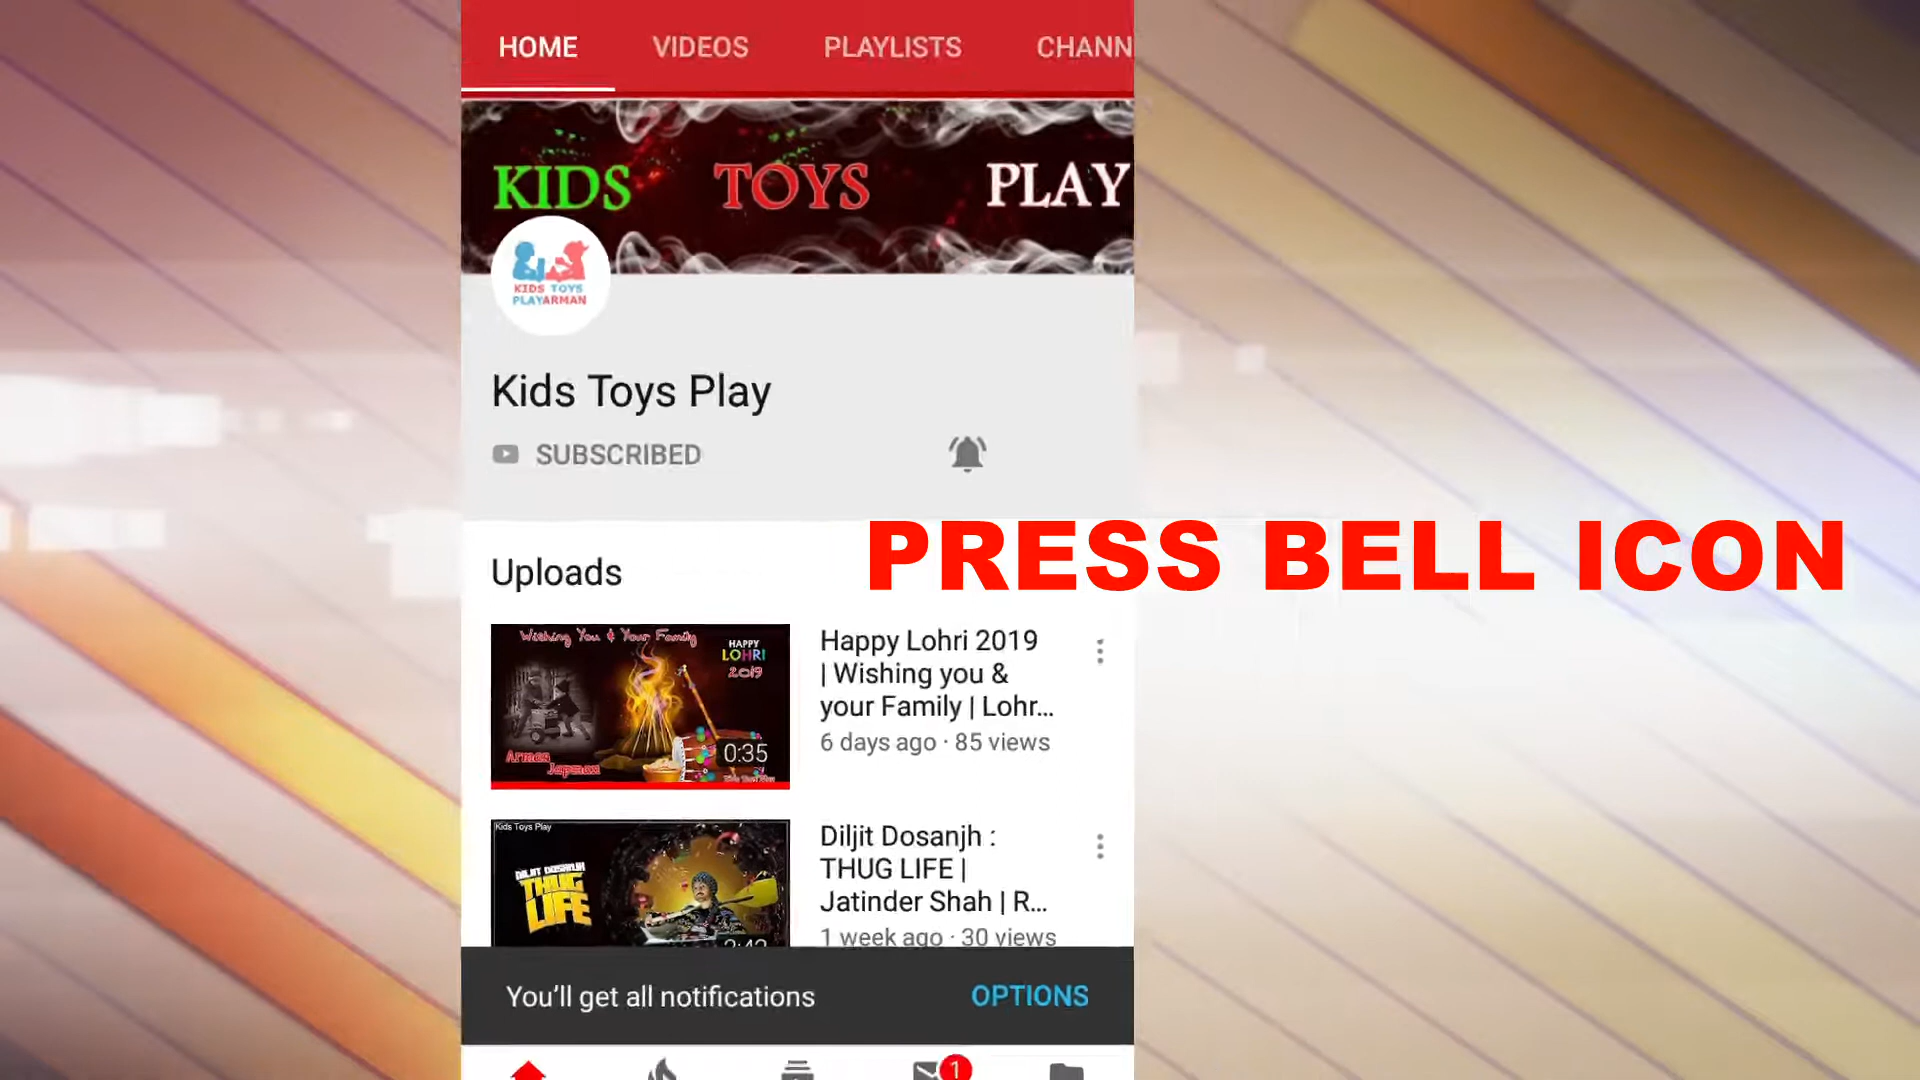 HOME VIDEOS PLAYLISTS CHANN
KIDS TOYS PLAY
KIDS TOYS
PLAYARMAN
Kids Toys Play
SUBSCRIBED
PRESS BELL ICON
Uploads
Wishing You & Your Family
HAPPY
LOHRI
2019
Arman
Japman
0:35
Happy Lohri 2019
| Wishing you &
your Family | Lohr...
6 days ago · 85 views
Kids Toys Play
DILJIT DOSANJH
THUG
LIFE
Diljit Dosanjh :
THUG LIFE |
Jatinder Shah | R...
1 week ago · 30 views
You'll get all notifications OPTIONS
1